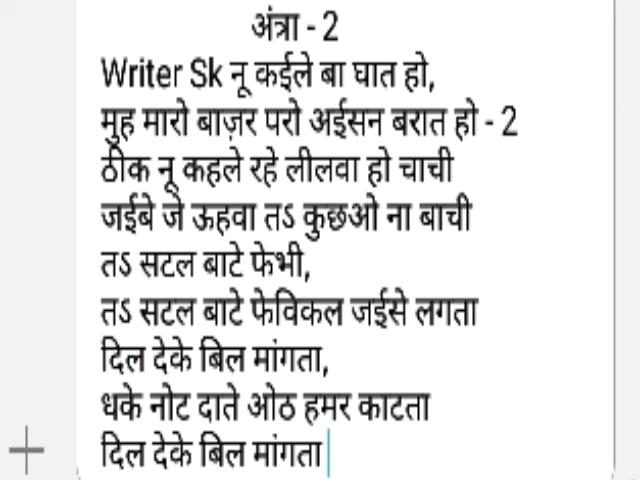 अंत्रा - 2
Writer Sk नू कईले बा घात हो,
मुह मारो बाज़र परो अईसन बरात हो - 2
ठीक नू कहले रहे लीलवा हो चाची
जईबे जे ऊहवा तऽ कुछओ ना बाची
तऽ सटल बाटे फेभी,
तऽ सटल बाटे फेविकल जईसे लगता
दिल देके बिल मांगता,
धके नोट दाते ओठ हमर काटता
दिल देके बिल मांगता